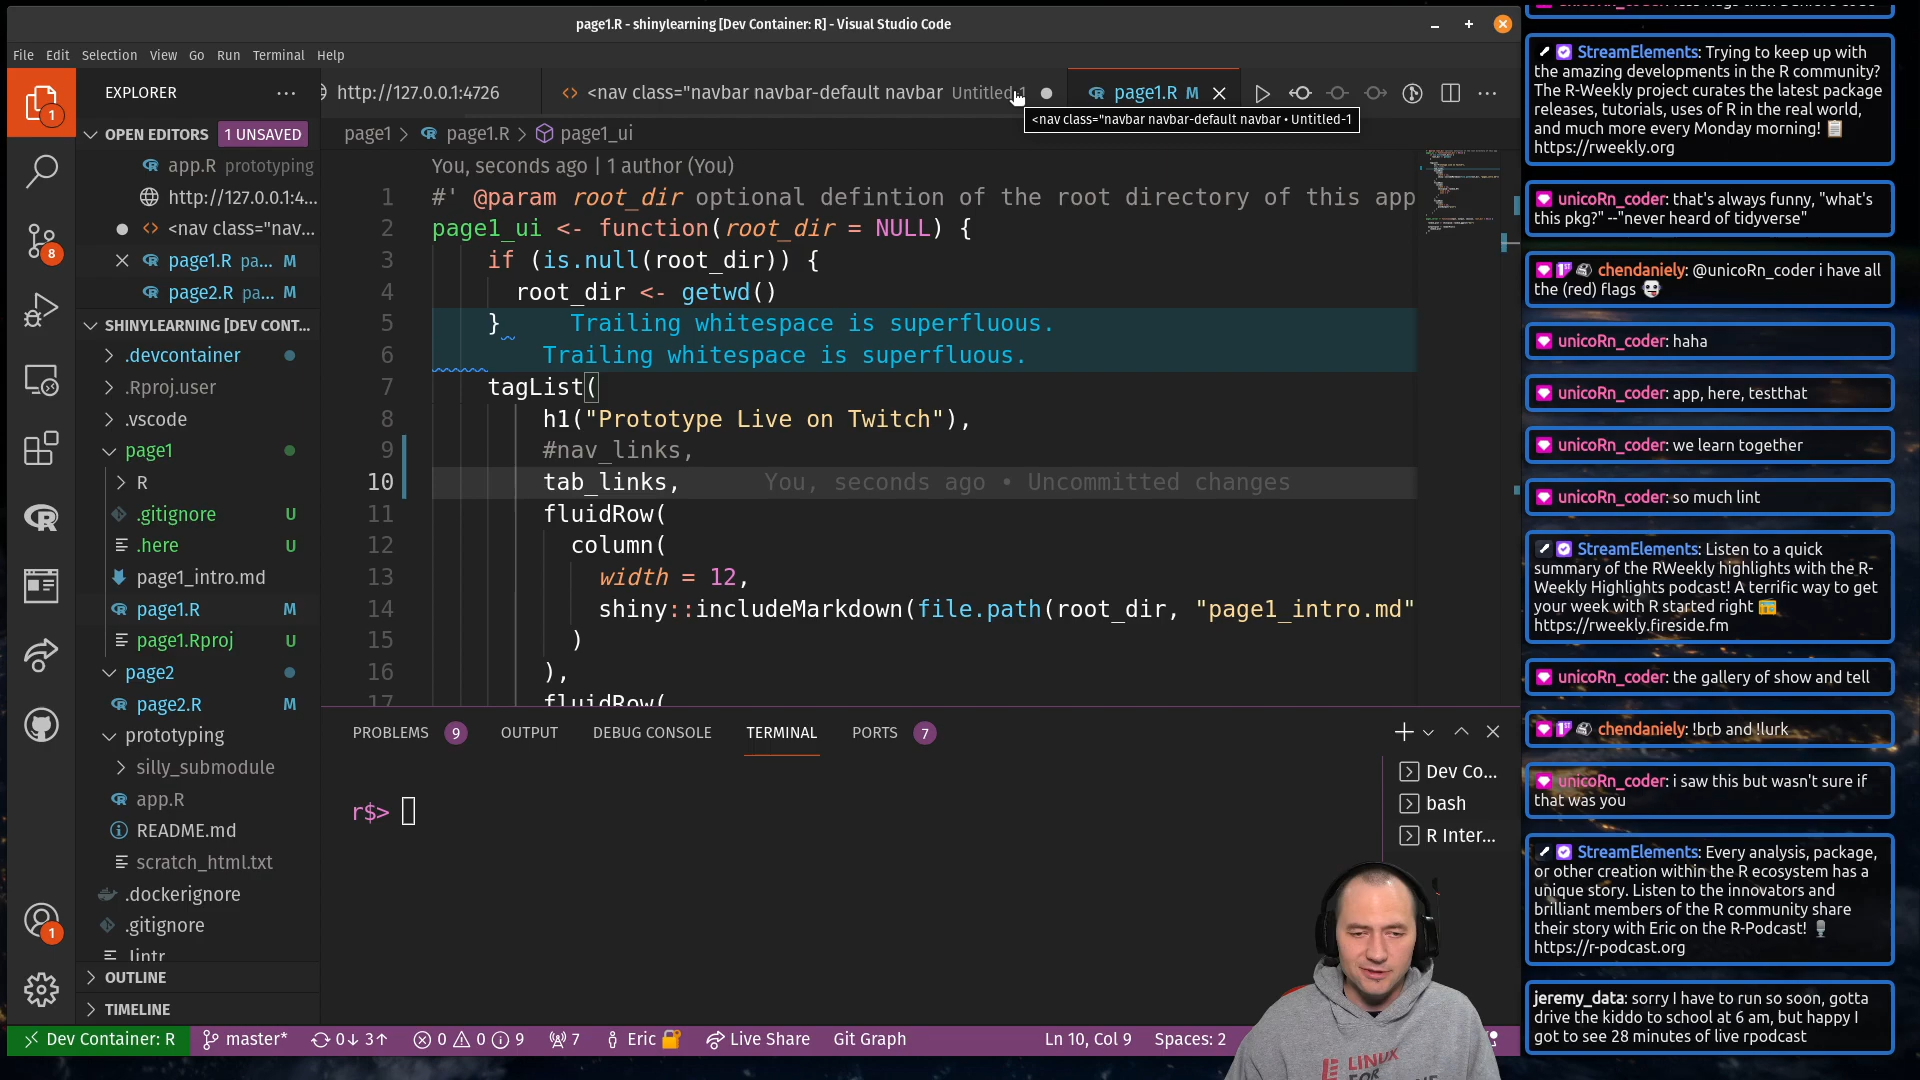 page1.R - shinylearning [Dev Container: R] - Visual Studio Code
File Edit Selection View Go Run Terminal Help
EXPLORER
http://127.0.0.1:4726
<nav class="navbar navbar-default navbar Untitled-1
page1.R M
<nav class="navbar navbar-default navbar • Untitled-1
OPEN EDITORS 1 UNSAVED
app.R prototyping
http://127.0.0.1:4...
<nav class="nav...
page1.R pa... M
page2.R pa... M
SHINYLEARNING [DEV CONT...
.devcontainer
.Rproj.user
.vscode
page1
R
.gitignore U
.here U
page1_intro.md
page1.R M
page1.Rproj U
page2
page2.R M
prototyping
silly_submodule
app.R
README.md
scratch_html.txt
.dockerignore
.gitignore
.lintr
OUTLINE
TIMELINE
1
8
1
page1 > page1.R > page1_ui
You, seconds ago | 1 author (You)
1 #' @param root_dir optional defintion of the root directory of this app
2 page1_ui <- function(root_dir = NULL) {
3 if (is.null(root_dir)) {
4 root_dir <- getwd()
5 } Trailing whitespace is superfluous.
6 Trailing whitespace is superfluous.
7 tagList(
8 h1("Prototype Live on Twitch"),
9 #nav_links,
10 tab_links, You, seconds ago • Uncommitted changes
11 fluidRow(
12 column(
13 width = 12,
14 shiny::includeMarkdown(file.path(root_dir, "page1_intro.md"
15 )
16 ),
17 fluidRow(
PROBLEMS 9 OUTPUT DEBUG CONSOLE TERMINAL PORTS 7
r$>
Dev Co...
bash
R Inter...
Dev Container: R master* 0↓ 3↑ 0 0 9 7 Eric Live Share Git Graph Ln 10, Col 9 Spaces: 2
LINUX
FOR
StreamElements: Trying to keep up with
the amazing developments in the R community?
The R-Weekly project curates the latest package
releases, tutorials, uses of R in the real world,
and much more every Monday morning! 📋
https://rweekly.org
unicoRn_coder: that's always funny, "what's
this pkg?" --"never heard of tidyverse"
chendaniely: @unicoRn_coder i have all
the (red) flags 👻
unicoRn_coder: haha
unicoRn_coder: app, here, testthat
unicoRn_coder: we learn together
unicoRn_coder: so much lint
StreamElements: Listen to a quick
summary of the RWeekly highlights with the R-
Weekly Highlights podcast! A terrific way to get
your week with R started right 📻
https://rweekly.fireside.fm
unicoRn_coder: the gallery of show and tell
chendaniely: !brb and !lurk
unicoRn_coder: i saw this but wasn't sure if
that was you
StreamElements: Every analysis, package,
or other creation within the R ecosystem has a
unique story. Listen to the innovators and
brilliant members of the R community share
their story with Eric on the R-Podcast! 🎙
https://r-podcast.org
jeremy_data: sorry I have to run so soon, gotta
drive the kiddo to school at 6 am, but happy I
got to see 28 minutes of live rpodcast